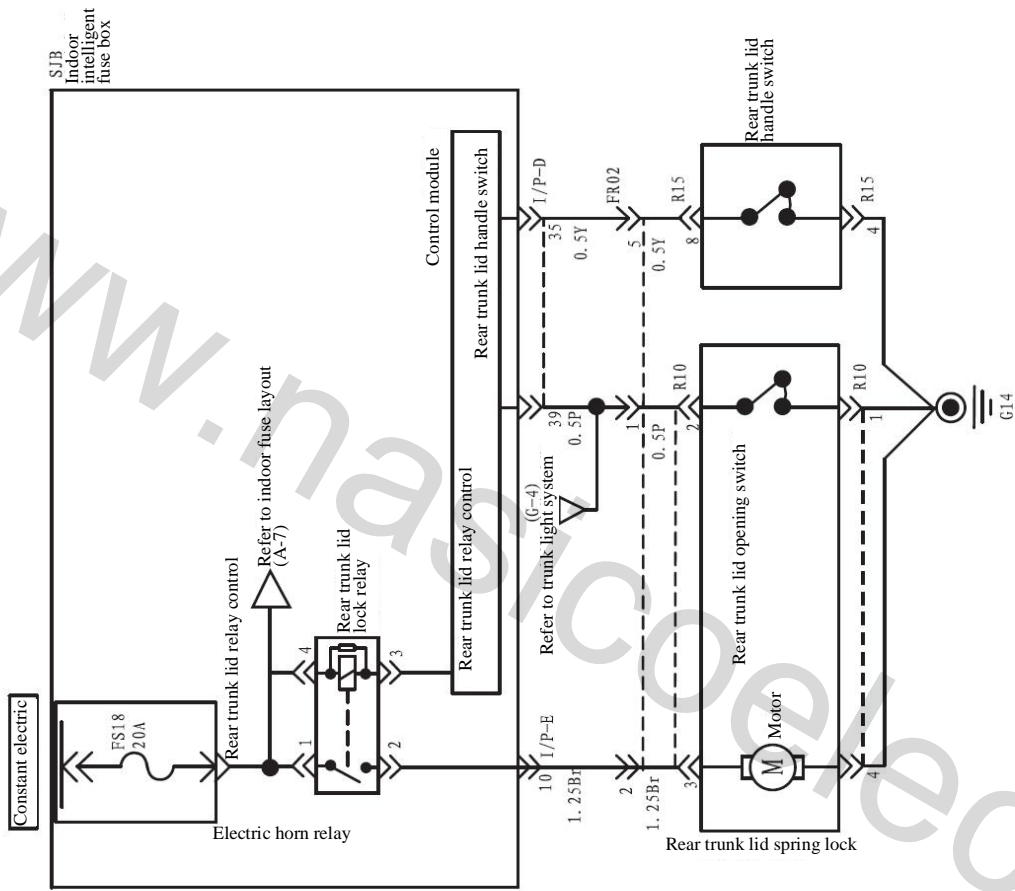 SJB
Indoor
intelligent
fuse box
Constant electric
FS18
20A
Electric horn relay
Rear trunk lid relay control
Refer to indoor fuse layout
(A-7)
1
4
Rear trunk lid
lock relay
2
3
Control module
Rear trunk lid relay control
Rear trunk lid handle switch
10
I/P-E
1.25Br
39
0.5P
35
I/P-D
0.5Y
Refer to trunk light system
(G-4)
2
1.25Br
1
0.5P
5
FR02
0.5Y
3
2
R10
8
R15
Rear trunk lid
handle switch
Motor
M
Rear trunk lid opening switch
Rear trunk lid spring lock
4
1
R10
4
R15
G14
www.nasicoelec